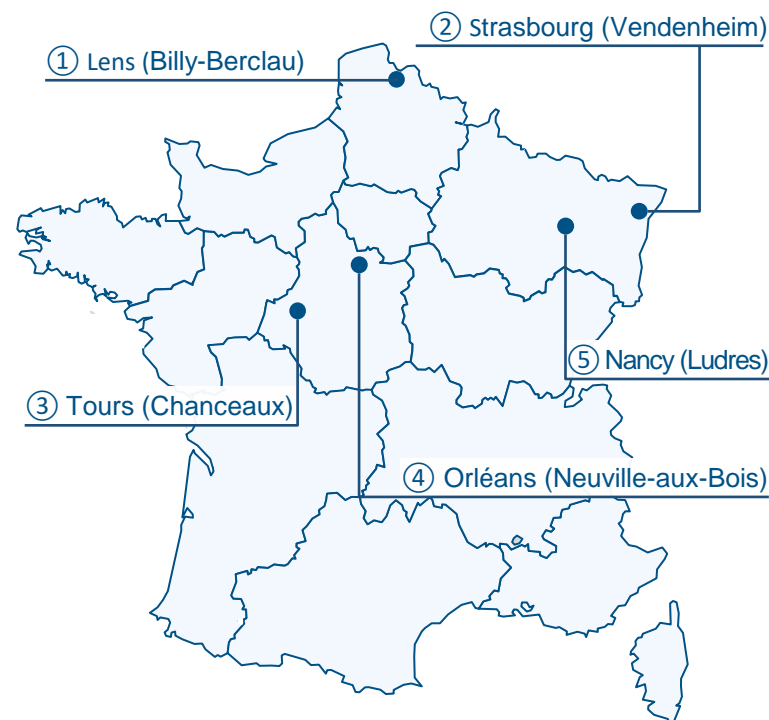 ② Strasbourg (Vendenheim)
① Lens (Billy-Berclau)
⑤ Nancy (Ludres)
③ Tours (Chanceaux)
④ Orléans (Neuville-aux-Bois)